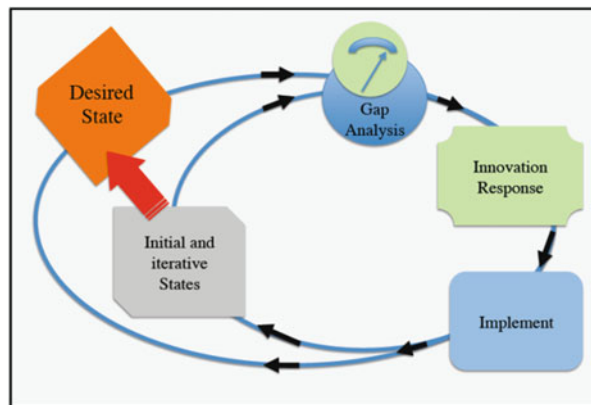 Desired
State
Gap
Analysis
Innovation
Response
Initial and
iterative
States
Implement